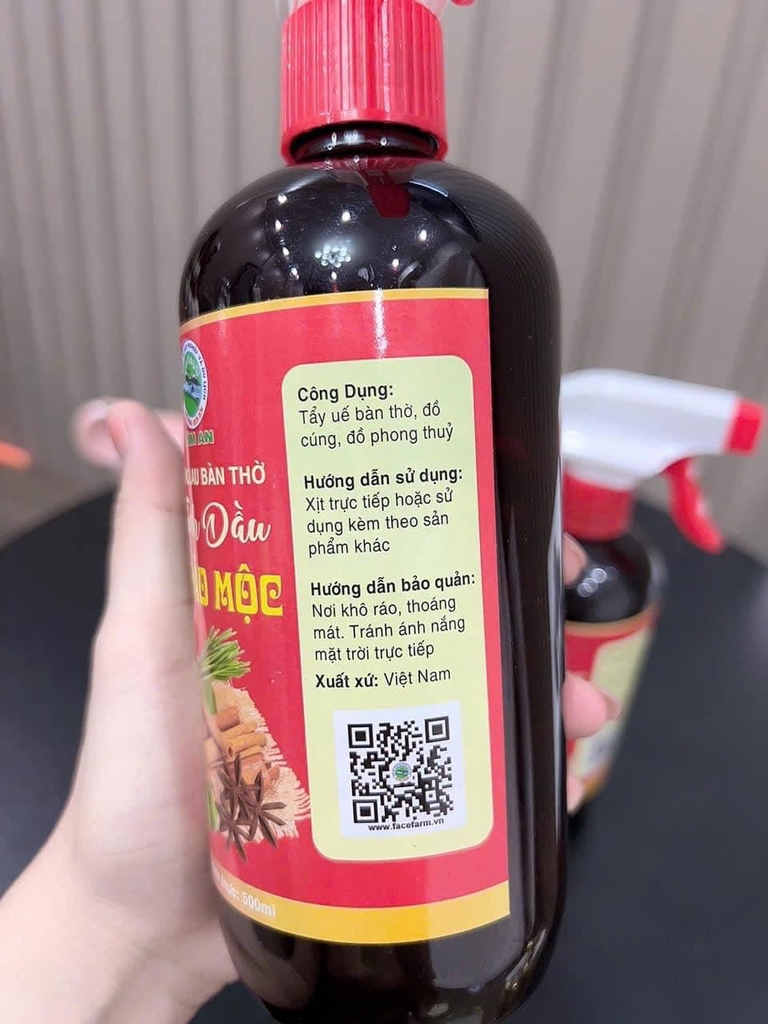 Công Dụng:
Tẩy uế bàn thờ, đồ
cúng, đồ phong thuỷ
Hướng dẫn sử dụng:
Xịt trực tiếp hoặc sử
dụng kèm theo sản
phẩm khác
Hướng dẫn bảo quản:
Nơi khô ráo, thoáng
mát. Tránh ánh nắng
mặt trời trực tiếp
Xuất xứ: Việt Nam
www.facefarm.vn
AN
BÀN THỜ
Dầu
MỘC
500ml